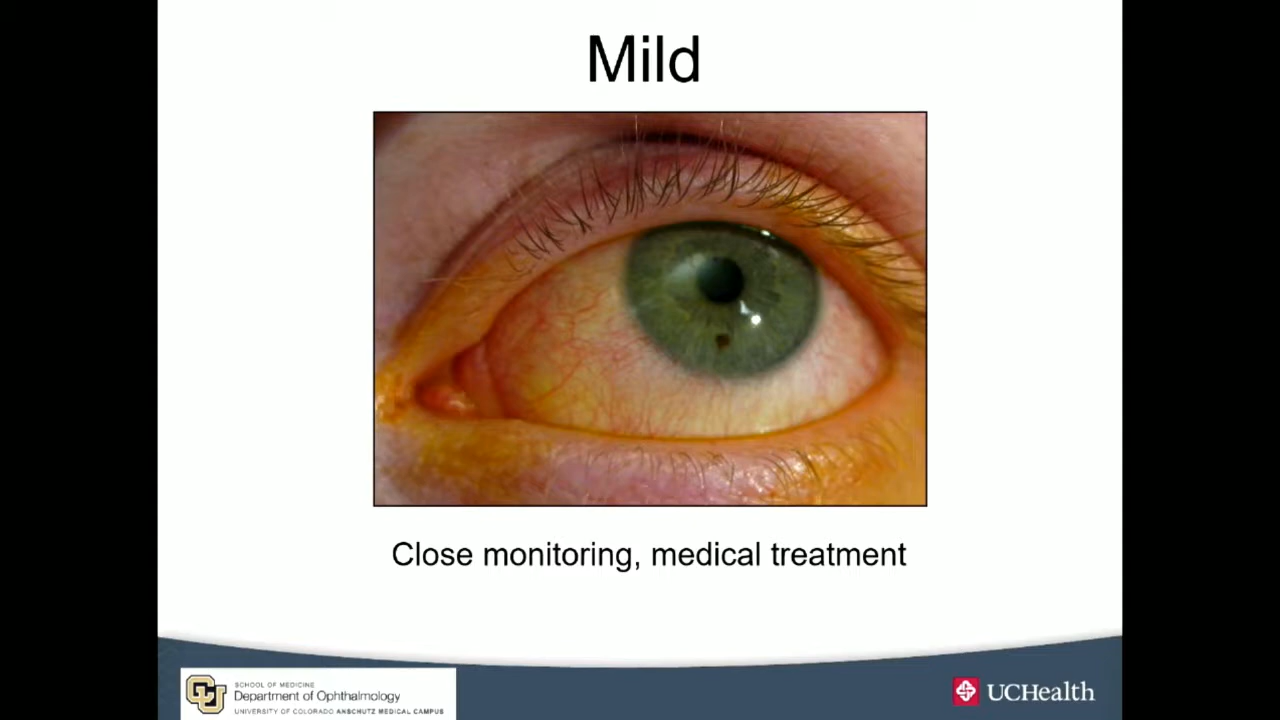 Mild
Close monitoring, medical treatment
SCHOOL OF MEDICINE
Department of Ophthalmology
UNIVERSITY OF COLORADO ANSCHUTZ MEDICAL CAMPUS
UCHealth